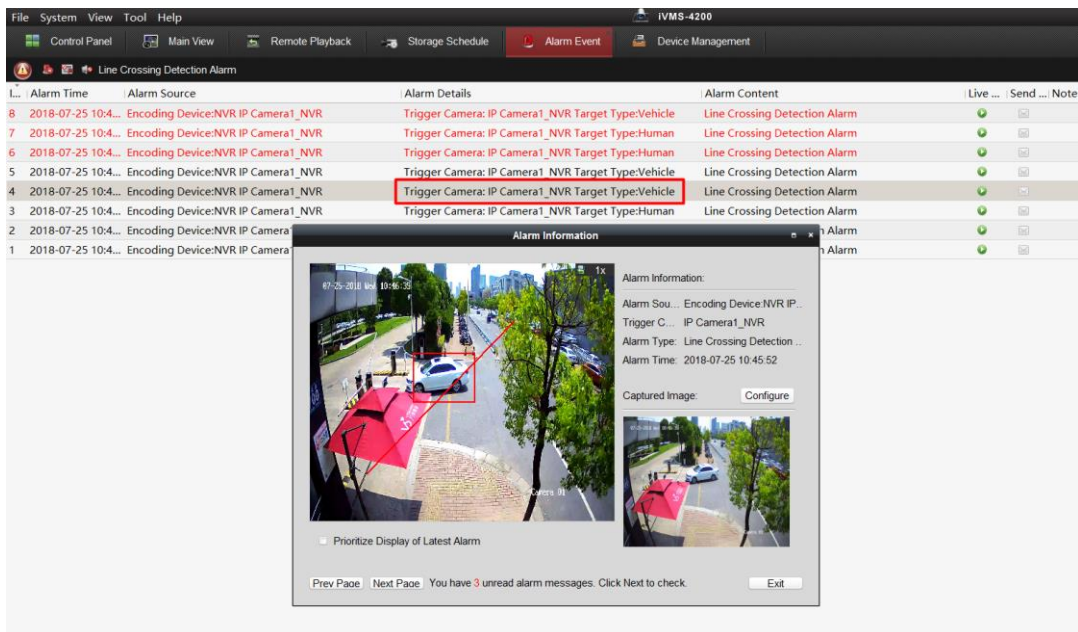 File System View Tool Help iVMS-4200
Control Panel Main View Remote Playback Storage Schedule Alarm Event Device Management
Line Crossing Detection Alarm
I... Alarm Time Alarm Source Alarm Details Alarm Content Live ... Send ... Note
8 2018-07-25 10:4... Encoding Device:NVR IP Camera1_NVR Trigger Camera: IP Camera1_NVR Target Type:Vehicle Line Crossing Detection Alarm
7 2018-07-25 10:4... Encoding Device:NVR IP Camera1_NVR Trigger Camera: IP Camera1_NVR Target Type:Human Line Crossing Detection Alarm
6 2018-07-25 10:4... Encoding Device:NVR IP Camera1_NVR Trigger Camera: IP Camera1_NVR Target Type:Human Line Crossing Detection Alarm
5 2018-07-25 10:4... Encoding Device:NVR IP Camera1_NVR Trigger Camera: IP Camera1_NVR Target Type:Vehicle Line Crossing Detection Alarm
4 2018-07-25 10:4... Encoding Device:NVR IP Camera1_NVR Trigger Camera: IP Camera1_NVR Target Type:Vehicle Line Crossing Detection Alarm
3 2018-07-25 10:4... Encoding Device:NVR IP Camera1_NVR Trigger Camera: IP Camera1_NVR Target Type:Human Line Crossing Detection Alarm
2 2018-07-25 10:4... Encoding Device:NVR IP Camera n Alarm
1 2018-07-25 10:4... Encoding Device:NVR IP Camera n Alarm
Alarm Information
1x
07-25-2018 Wed 10:46:39
Camera 01
Alarm Information:
Alarm Sou... Encoding Device:NVR IP...
Trigger C... IP Camera1_NVR
Alarm Type: Line Crossing Detection ...
Alarm Time: 2018-07-25 10:45:52
Captured Image: Configure
Prioritize Display of Latest Alarm
Prev Page Next Page You have 3 unread alarm messages. Click Next to check. Exit